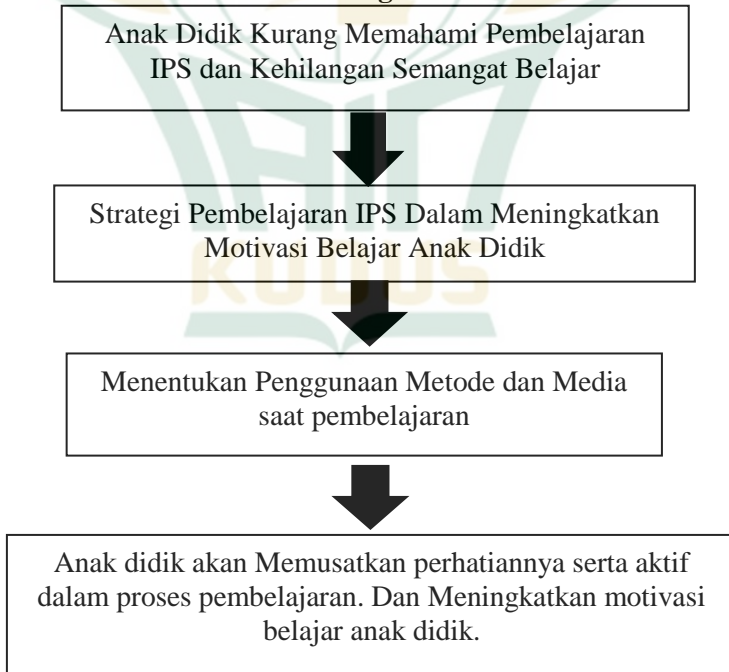 Anak Didik Kurang Memahami Pembelajaran
IPS dan Kehilangan Semangat Belajar
Strategi Pembelajaran IPS Dalam Meningkatkan
Motivasi Belajar Anak Didik
KUDUS
Menentukan Penggunaan Metode dan Media
saat pembelajaran
Anak didik akan Memusatkan perhatiannya serta aktif
dalam proses pembelajaran. Dan Meningkatkan motivasi
belajar anak didik.